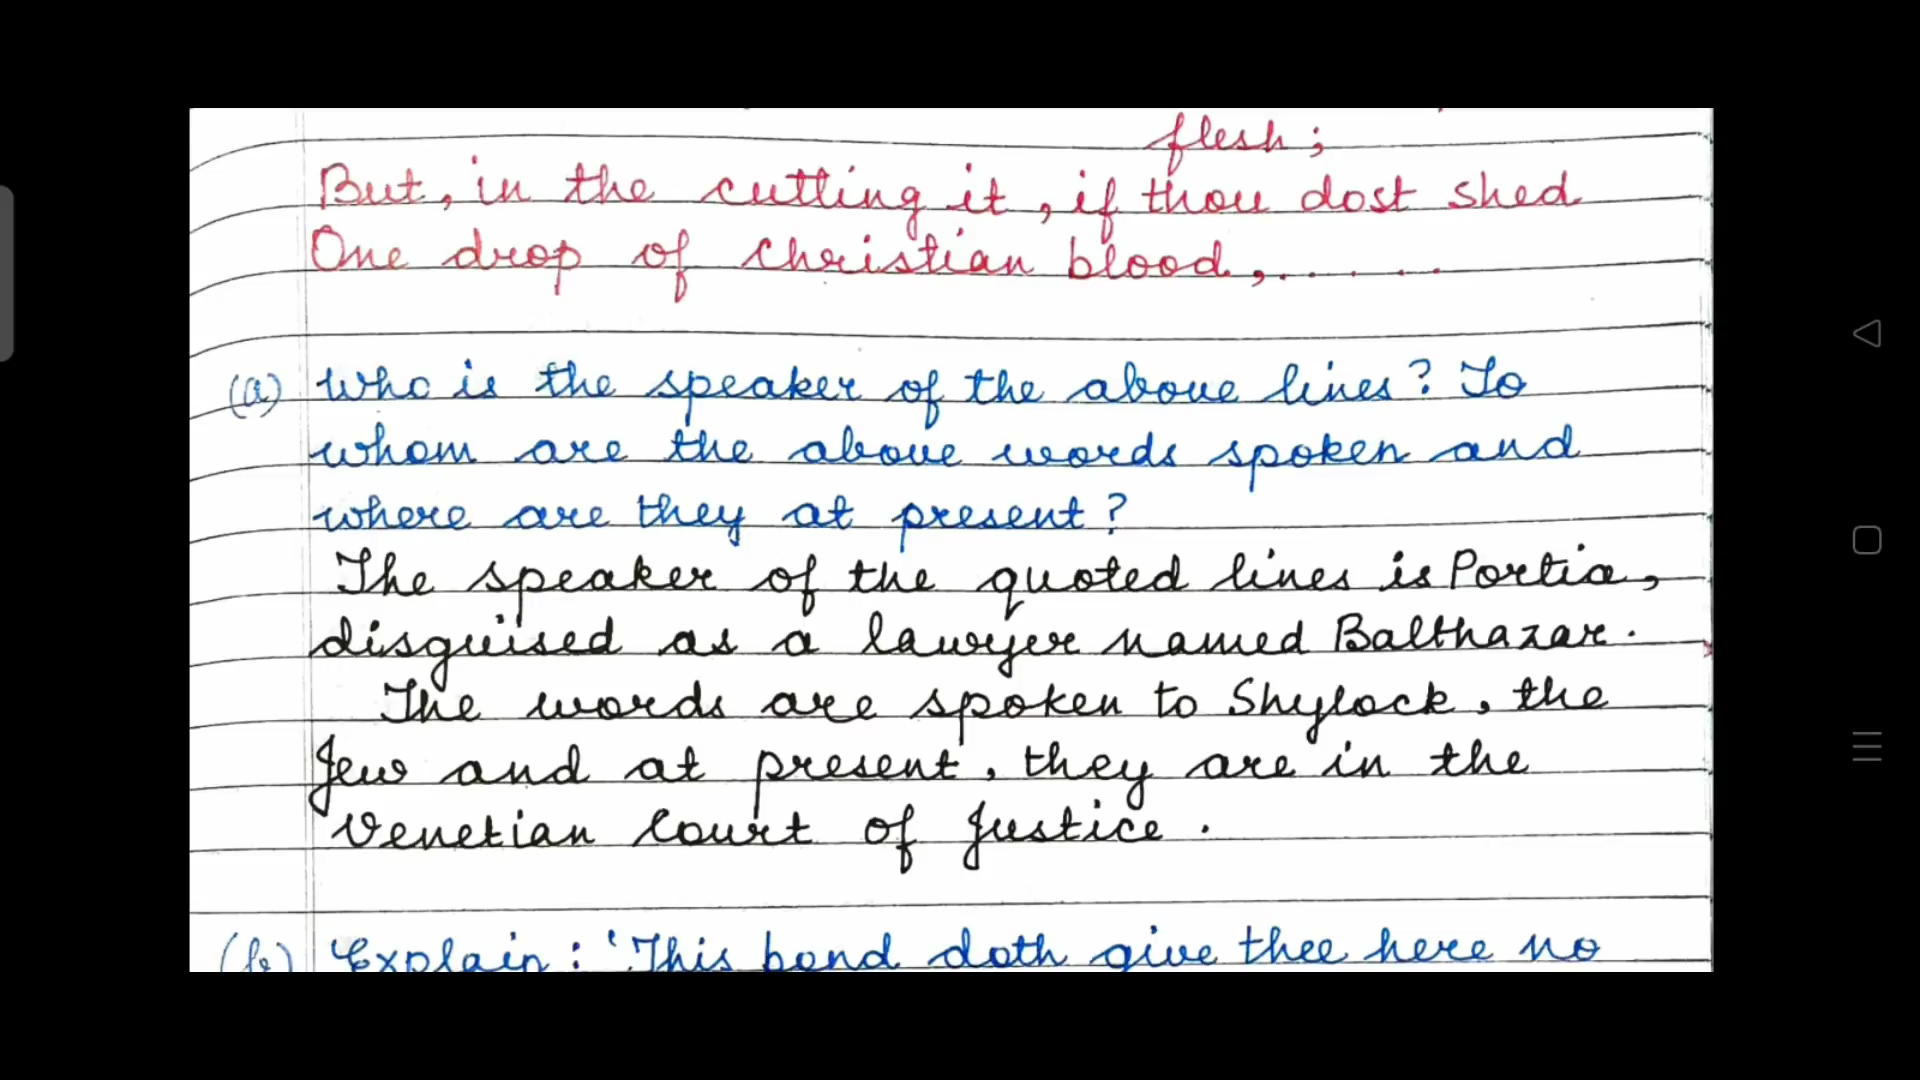 flesh;
But, in the cutting it, if thou dost shed
One drop of Christian blood,......
(a) Who is the speaker of the above lines? To
whom are the above words spoken and
where are they at present?
The speaker of the quoted lines is Portia,
disguised as a lawyer named Balthazar.
The words are spoken to Shylock, the
Jew and at present, they are in the
Venetian Court of Justice.
(b) Explain: 'This bond doth give thee here no